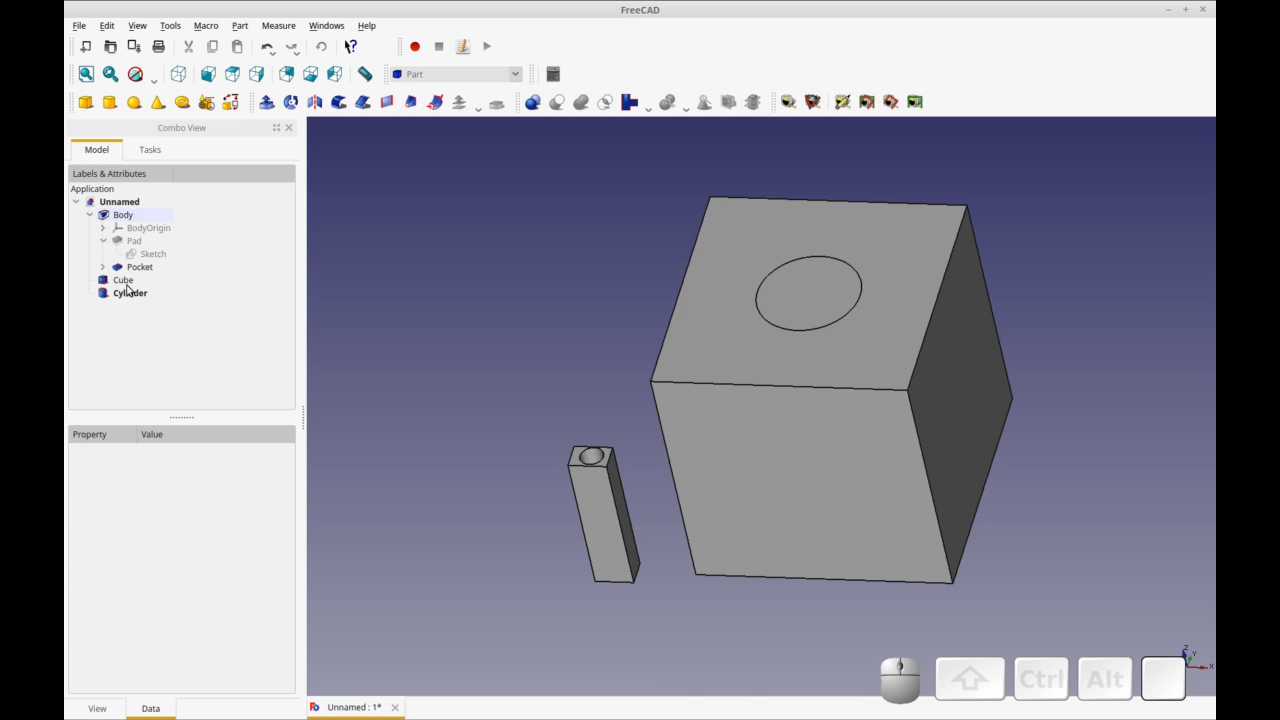 FreeCAD
File Edit View Tools Macro Part Measure Windows Help
Part
Combo View
Model Tasks
Labels & Attributes
Application
Unnamed
Body
BodyOrigin
Pad
Sketch
Pocket
Cube
Cylinder
Property Value
Ctrl Alt
Z
Y
X
View Data
Unnamed : 1*